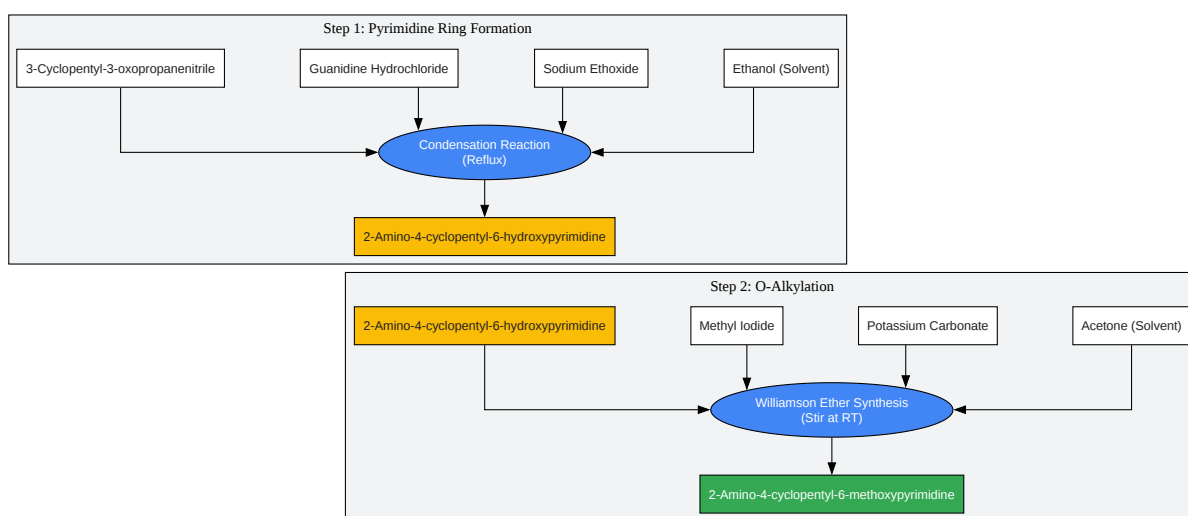 Step 1: Pyrimidine Ring Formation
3-Cyclopentyl-3-oxopropanenitrile
Guanidine Hydrochloride
Sodium Ethoxide
Ethanol (Solvent)
Condensation Reaction
(Reflux)
2-Amino-4-cyclopentyl-6-hydroxypyrimidine
Step 2: O-Alkylation
2-Amino-4-cyclopentyl-6-hydroxypyrimidine
Methyl Iodide
Potassium Carbonate
Acetone (Solvent)
Williamson Ether Synthesis
(Stir at RT)
2-Amino-4-cyclopentyl-6-methoxypyrimidine